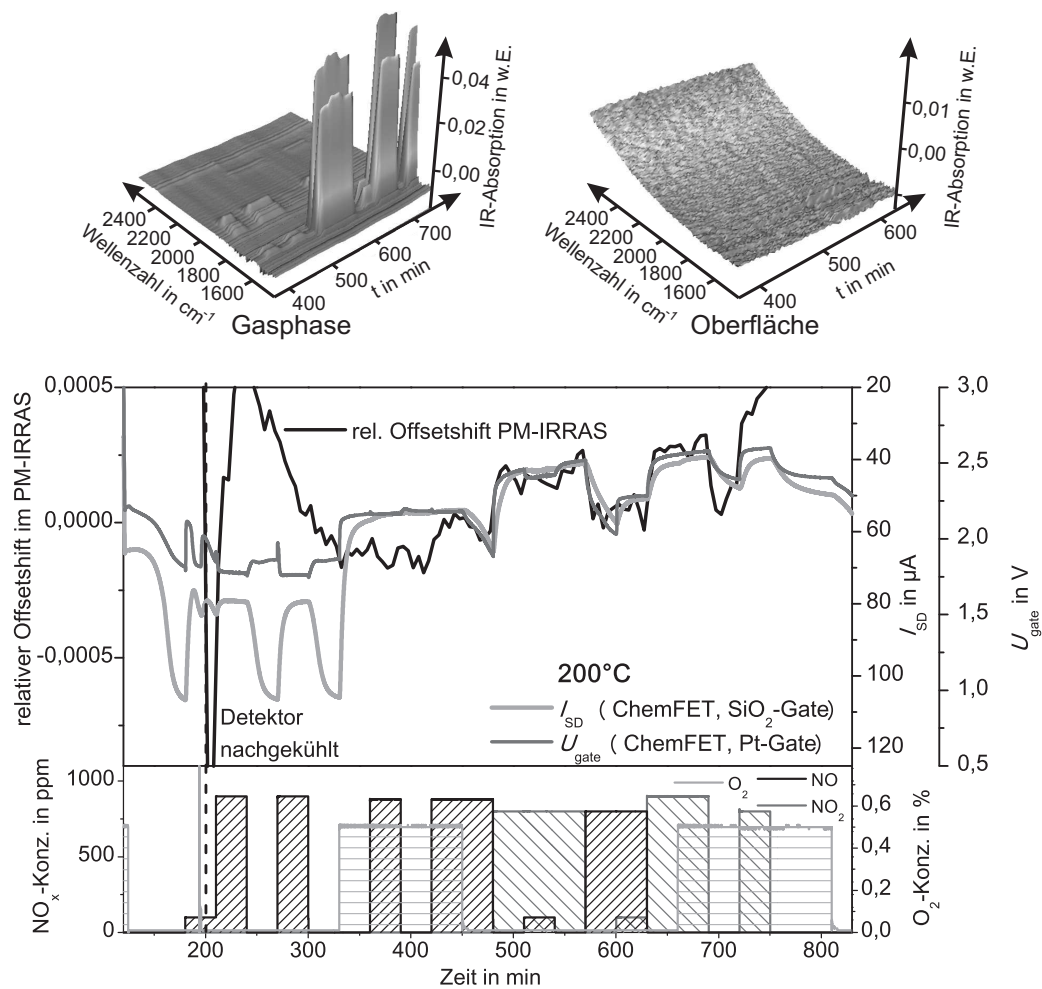 0,04
0,02
0,00
IR-Absorption in w.E.
2400
2200
2000
1800
1600
Wellenzahl in cm⁻¹
400
500
600
700
t in min
Gasphase
0,01
0,00
IR-Absorption in w.E.
2400
2200
2000
1800
1600
Wellenzahl in cm⁻¹
400
500
600
t in min
Oberfläche
relativer Offsetshift im PM-IRRAS
0,0005
0,0000
-0,0005
rel. Offsetshift PM-IRRAS
Detektor
nachgekühlt
200°C
I_SD ( ChemFET, SiO₂-Gate)
U_gate ( ChemFET, Pt-Gate)
20
40
60
80
100
120
I_SD in µA
3,0
2,5
2,0
1,5
1,0
0,5
U_gate in V
NOₓ-Konz. in ppm
1000
500
0
O₂
NO
NO₂
0,6
0,4
0,2
0,0
O₂-Konz. in %
200
300
400
500
600
700
800
Zeit in min